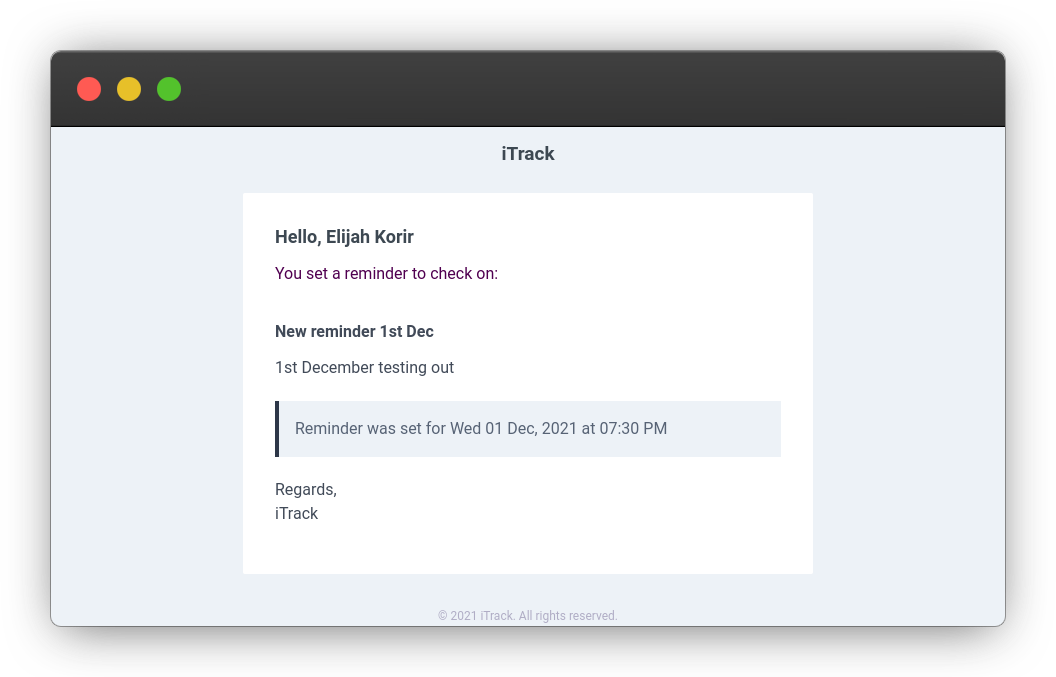 iTrack
Hello, Elijah Korir
You set a reminder to check on:
New reminder 1st Dec
1st December testing out
Reminder was set for Wed 01 Dec, 2021 at 07:30 PM
Regards,
iTrack
© 2021 iTrack. All rights reserved.